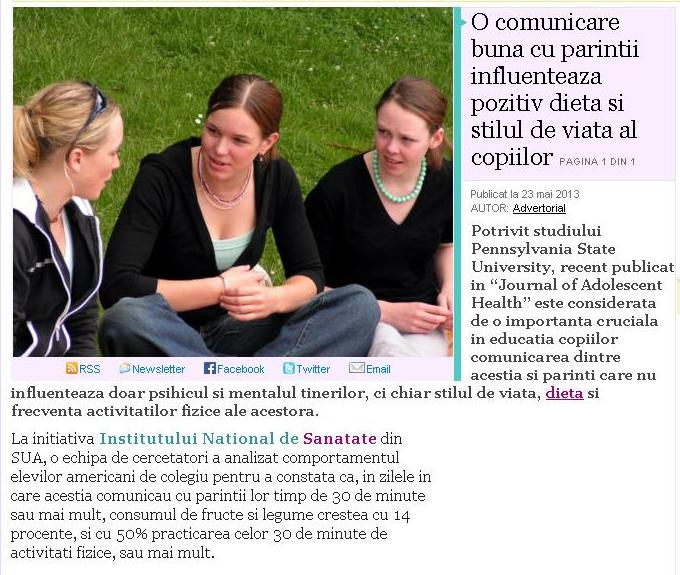 O comunicare
buna cu parintii
influenteaza
pozitiv dieta si
stilul de viata al
copiilor PAGINA 1 DIN 1
Publicat la 23 mai 2013
AUTOR: Advertorial
Potrivit studiului
Pennsylvania State
University, recent publicat
in “Journal of Adolescent
Health” este considerata
de o importanta cruciala
in educatia copiilor
comunicarea dintre
acestia si parinti care nu
RSS Newsletter Facebook Twitter Email
influenteaza doar psihicul si mentalul tinerilor, ci chiar stilul de viata, dieta si
frecventa activitatilor fizice ale acestora.
La initiativa Institutului National de Sanatate din
SUA, o echipa de cercetatori a analizat comportamentul
elevilor americani de colegiu pentru a constata ca, in zilele in
care acestia comunicau cu parintii lor timp de 30 de minute
sau mai mult, consumul de fructe si legume crestea cu 14
procente, si cu 50% practicarea celor 30 de minute de
activitati fizice, sau mai mult.